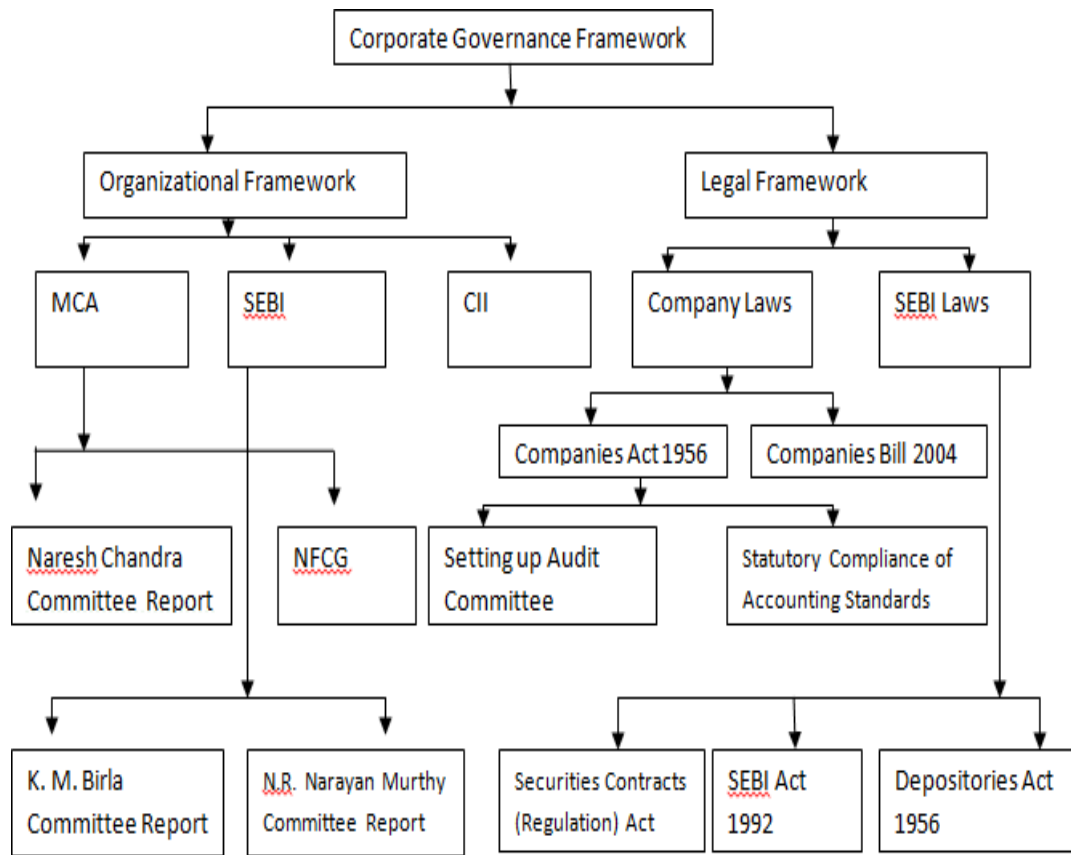 Corporate Governance Framework
Organizational Framework
Legal Framework
MCA
SEBI
CII
Company Laws
SEBI Laws
Companies Act 1956
Companies Bill 2004
Naresh Chandra
Committee Report
NFCG
Setting up Audit
Committee
Statutory Compliance of
Accounting Standards
K. M. Birla
Committee Report
N.R. Narayan Murthy
Committee Report
Securities Contracts
(Regulation) Act
SEBI Act
1992
Depositories Act
1956